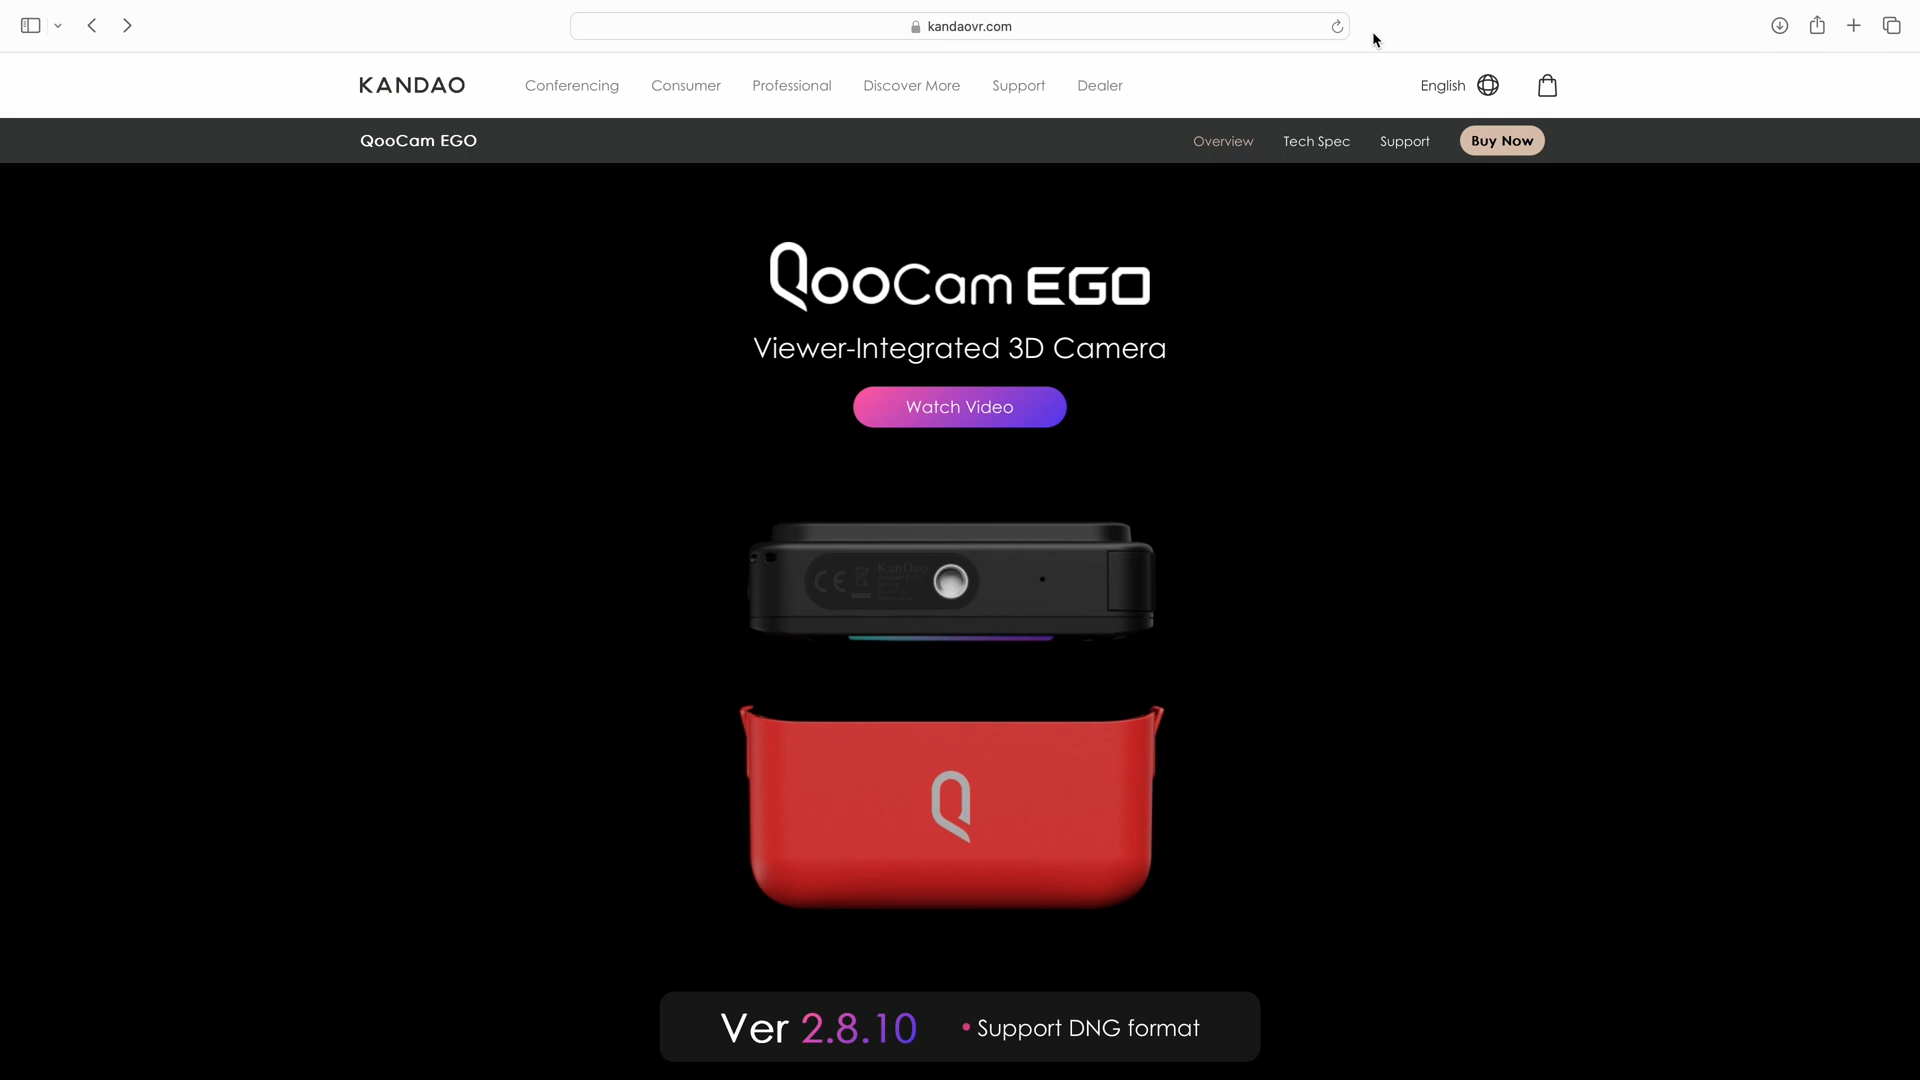 kandaovr.com
KANDAO
Conferencing
Consumer
Professional
Discover More
Support
Dealer
English
QooCam EGO
Overview
Tech Spec
Support
Buy Now
QooCam EGO
Viewer-Integrated 3D Camera
Watch Video
CE
KanDao
Ver 2.8.10
• Support DNG format